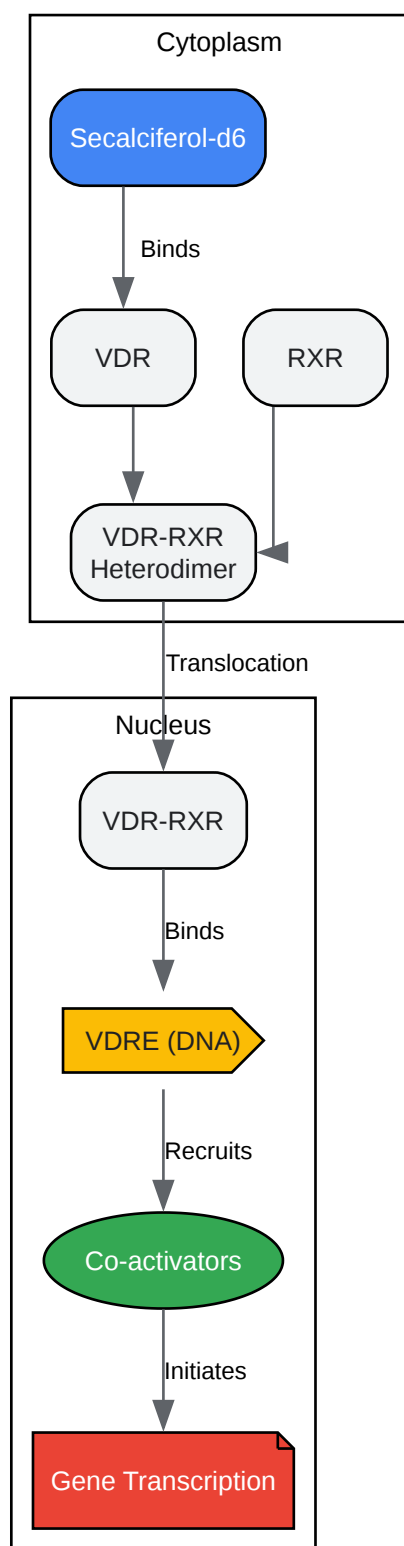 Cytoplasm
Secalciferol-d6
Binds
VDR
RXR
VDR-RXR
Heterodimer
Translocation
Nucleus
VDR-RXR
Binds
VDRE (DNA)
Recruits
Co-activators
Initiates
Gene Transcription